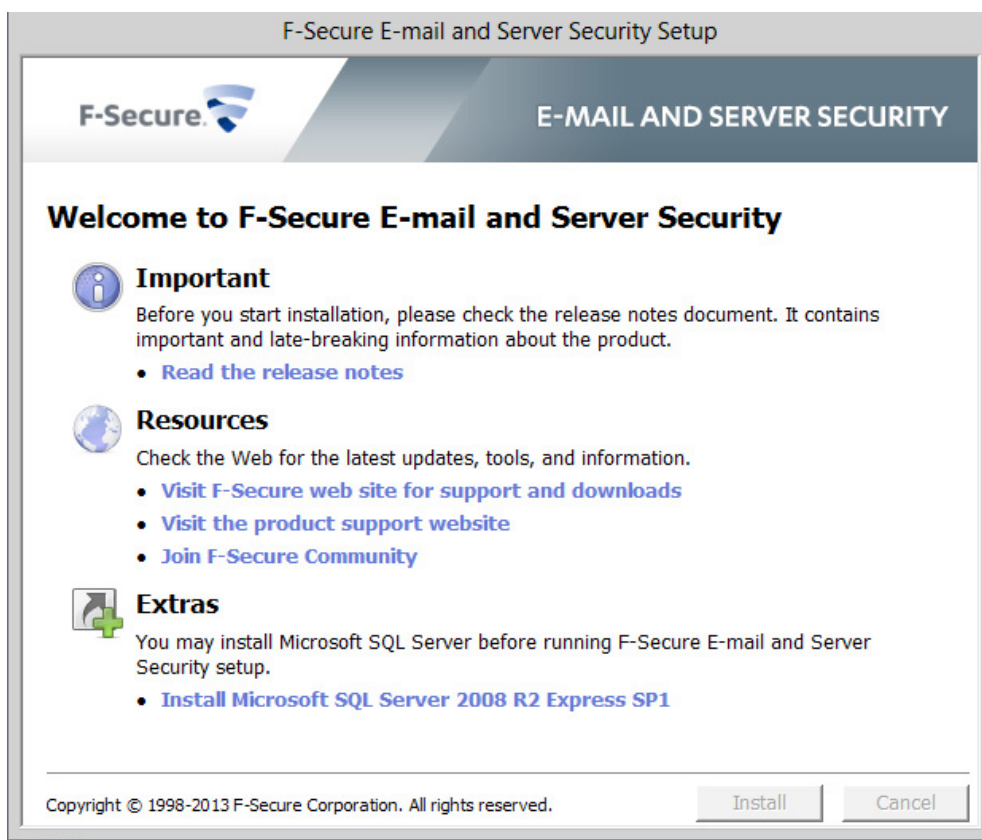 F-Secure E-mail and Server Security Setup
F-Secure.
E-MAIL AND SERVER SECURITY
Welcome to F-Secure E-mail and Server Security
Important
Before you start installation, please check the release notes document. It contains
important and late-breaking information about the product.
• Read the release notes
Resources
Check the Web for the latest updates, tools, and information.
• Visit F-Secure web site for support and downloads
• Visit the product support website
• Join F-Secure Community
Extras
You may install Microsoft SQL Server before running F-Secure E-mail and Server
Security setup.
• Install Microsoft SQL Server 2008 R2 Express SP1
Copyright © 1998-2013 F-Secure Corporation. All rights reserved.
Install
Cancel